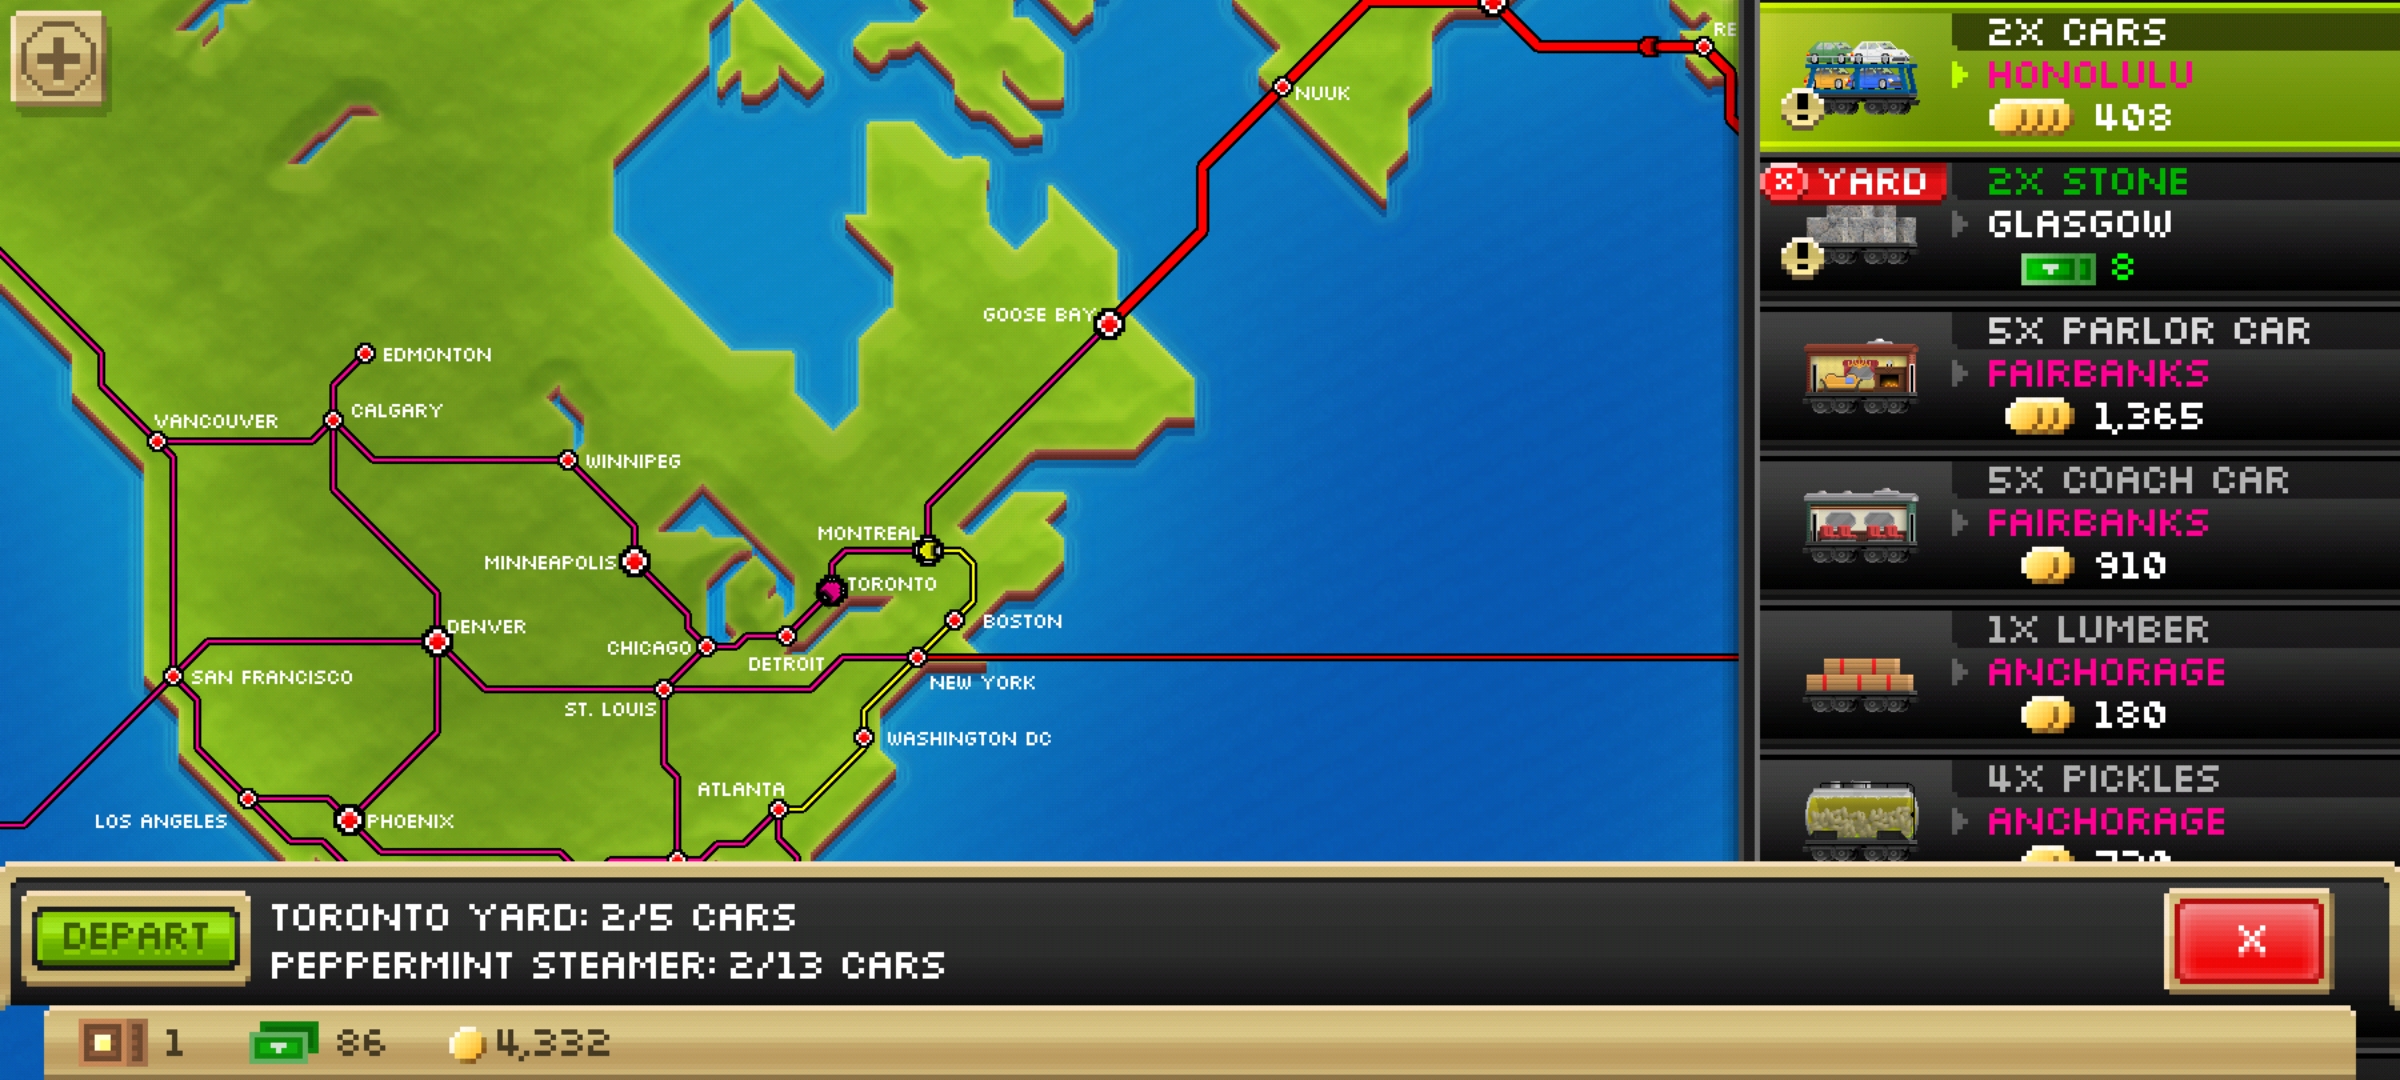 NUUK
RE
GOOSE BAY
EDMONTON
VANCOUVER
CALGARY
WINNIPEG
MONTREAL
MINNEAPOLIS
TORONTO
DENVER
CHICAGO
BOSTON
DETROIT
SAN FRANCISCO
NEW YORK
ST. LOUIS
WASHINGTON DC
ATLANTA
LOS ANGELES
PHOENIX
2X CARS
HONOLULU
408
YARD
2X STONE
GLASGOW
8
5X PARLOR CAR
FAIRBANKS
1,365
5X COACH CAR
FAIRBANKS
910
1X LUMBER
ANCHORAGE
180
4X PICKLES
ANCHORAGE
DEPART
TORONTO YARD: 2/5 CARS
PEPPERMINT STEAMER: 2/13 CARS
X
1
86
4,332